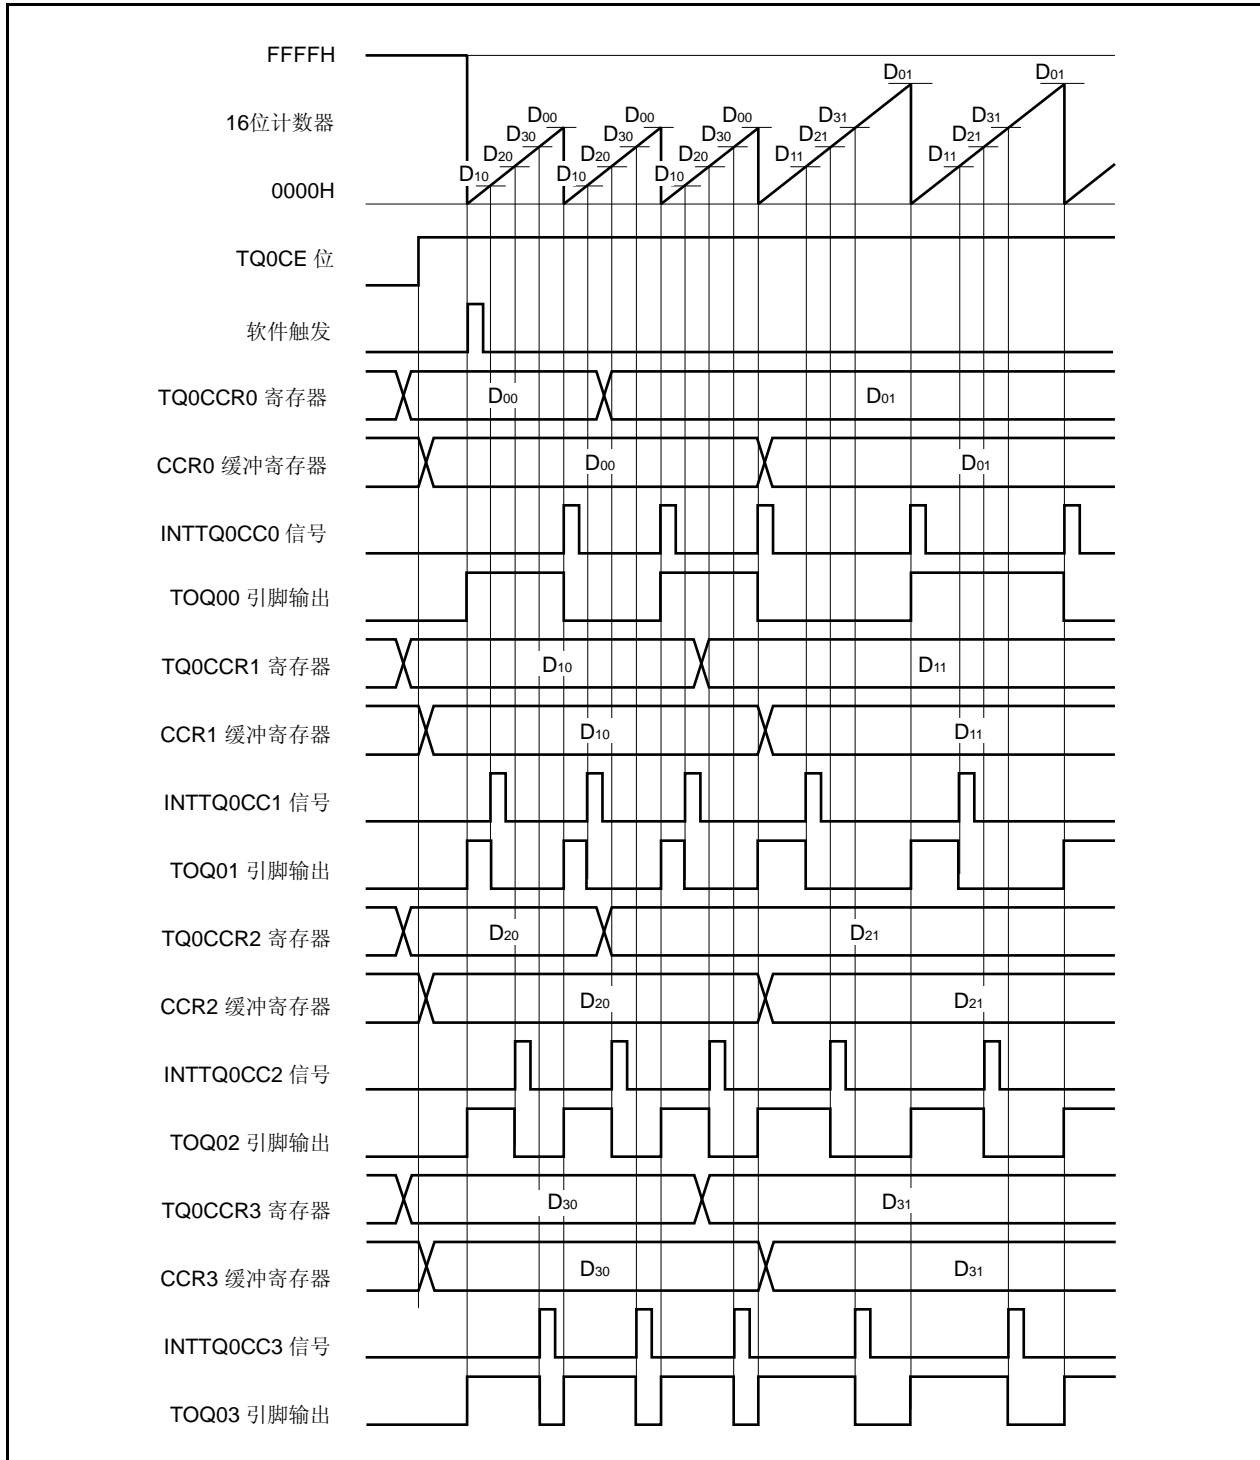 FFFFH
D01 D01
16位计数器
D00 D00 D00 D31 D31
D30 D30 D30 D21 D21
D20 D20 D20 D11 D11
D10 D10 D10
0000H
TQ0CE 位
软件触发
TQ0CCR0 寄存器 D00 D01
CCR0 缓冲寄存器 D00 D01
INTTQ0CC0 信号
TOQ00 引脚输出
TQ0CCR1 寄存器 D10 D11
CCR1 缓冲寄存器 D10 D11
INTTQ0CC1 信号
TOQ01 引脚输出
TQ0CCR2 寄存器 D20 D21
CCR2 缓冲寄存器 D20 D21
INTTQ0CC2 信号
TOQ02 引脚输出
TQ0CCR3 寄存器 D30 D31
CCR3 缓冲寄存器 D30 D31
INTTQ0CC3 信号
TOQ03 引脚输出